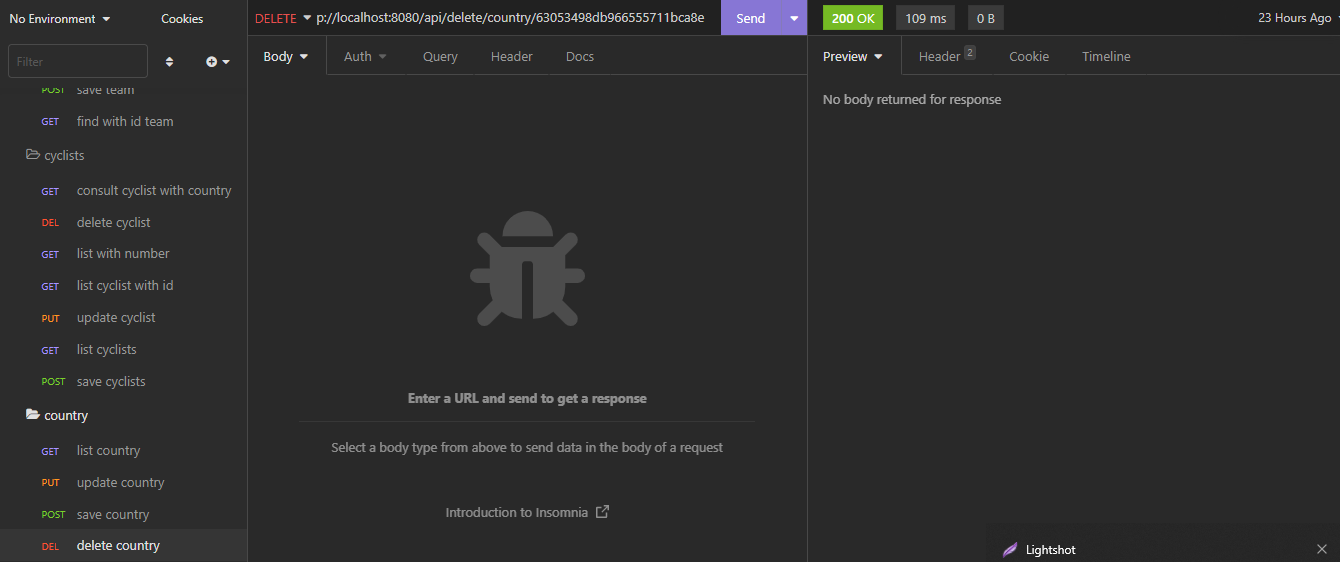 No Environment
Cookies
Filter
POST save team
GET find with id team
cyclists
GET consult cyclist with country
DEL delete cyclist
GET list with number
GET list cyclist with id
PUT update cyclist
GET list cyclists
POST save cyclists
country
GET list country
PUT update country
POST save country
DEL delete country
DELETE p://localhost:8080/api/delete/country/63053498db966555711bca8e Send
Body Auth Query Header Docs
Enter a URL and send to get a response
Select a body type from above to send data in the body of a request
Introduction to Insomnia
200 OK 109 ms 0 B 23 Hours Ago
Preview Header 2 Cookie Timeline
No body returned for response
Lightshot